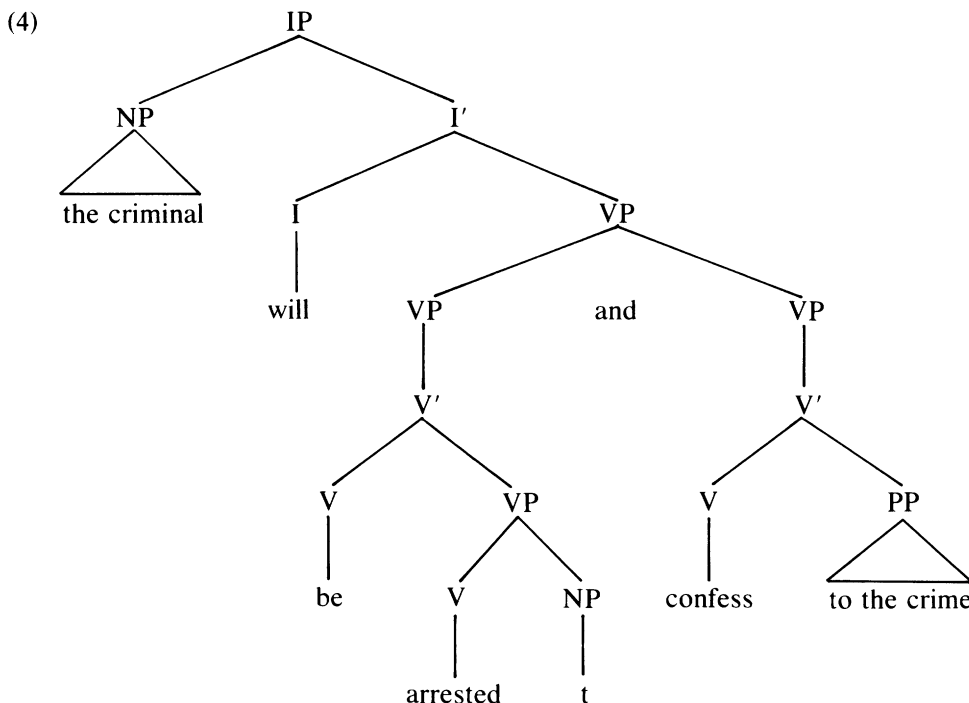 (4) IP
NP I′
the criminal I VP
will VP and VP
V′ V′
V VP V PP
be V NP confess to the crime
arrested t